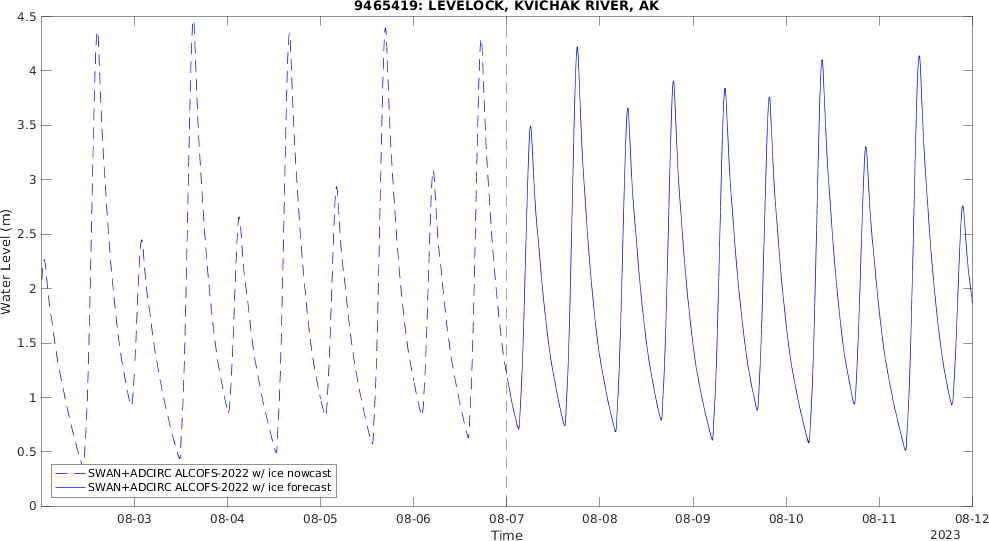 9465419: LEVELOCK, KVICHAK RIVER, AK
4.5
4
3.5
3
2.5
2
1.5
1
0.5
0
Water Level (m)
SWAN+ADCIRC ALCOFS-2022 w/ ice nowcast
SWAN+ADCIRC ALCOFS-2022 w/ ice forecast
08-03 08-04 08-05 08-06 08-07 08-08 08-09 08-10 08-11 08-12
Time
2023